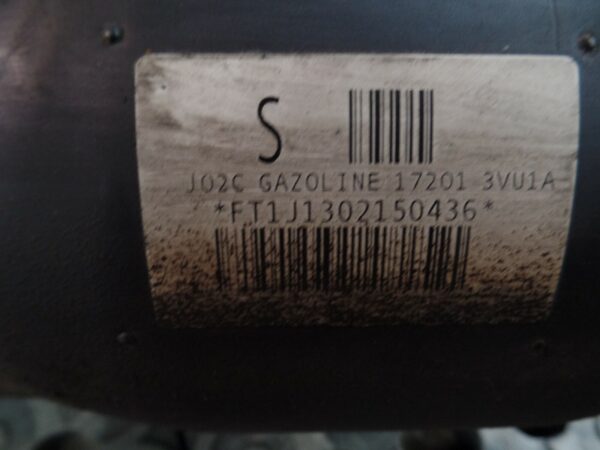 S
J02C GAZOLINE 17201 3VU1A
*FT1J1302150436*